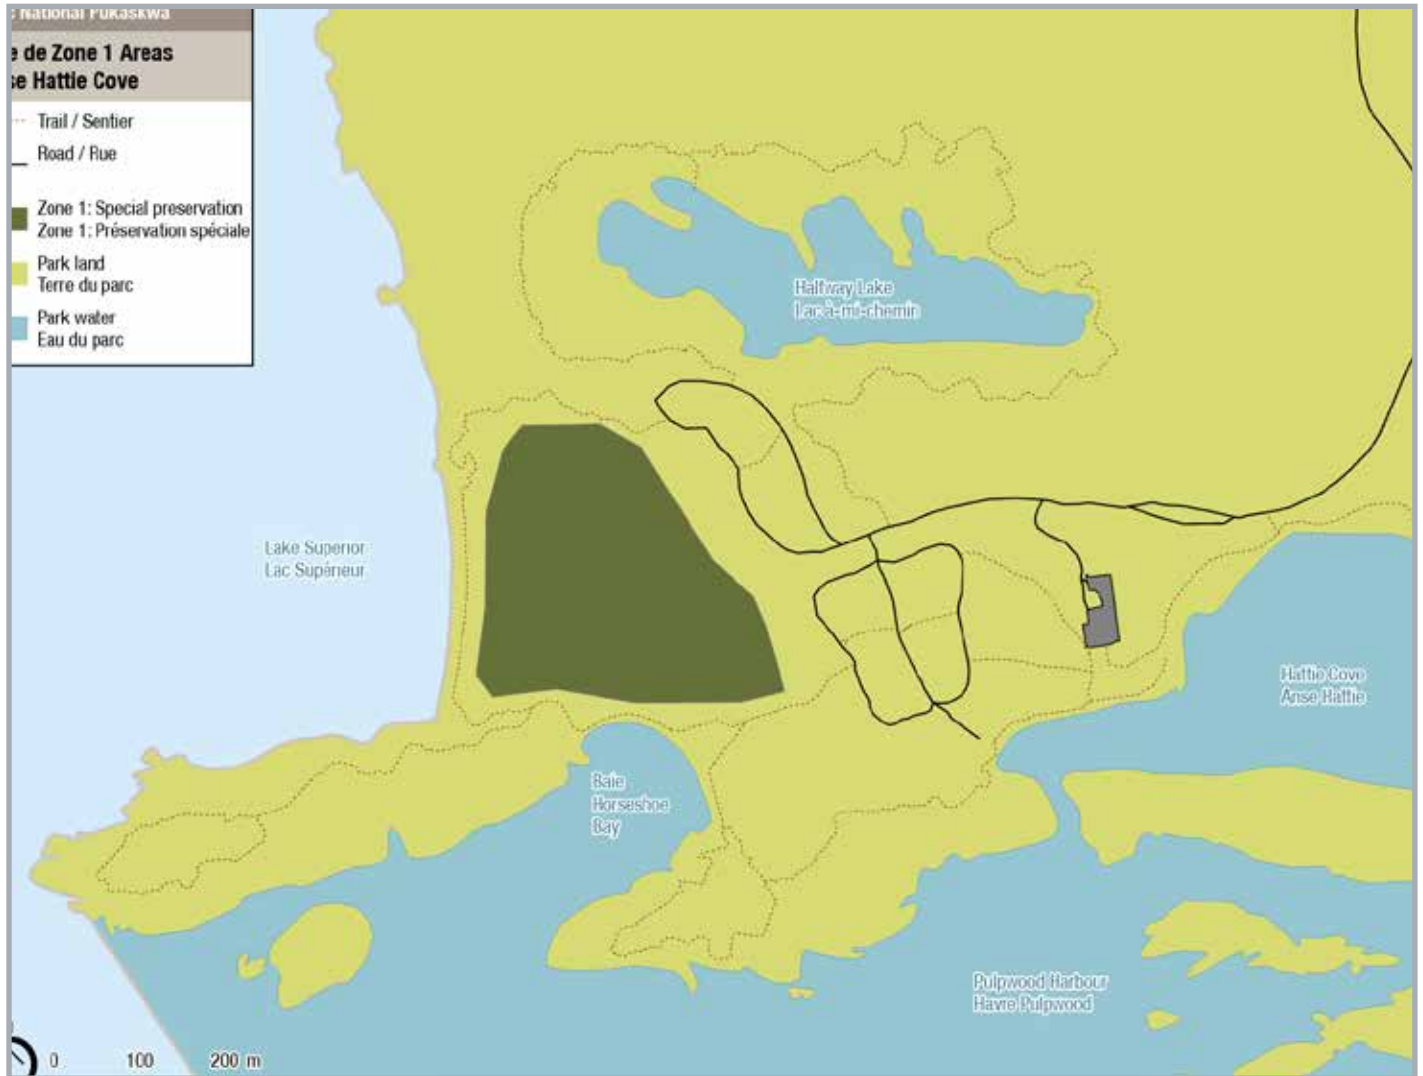 National Pukaskwa
de Zone 1 Areas
Hattie Cove
Trail / Sentier
Road / Rue
Zone 1: Special preservation
Zone 1: Préservation spéciale
Park land
Terre du parc
Park water
Eau du parc
Halfway Lake
Lac à-mi-chemin
Lake Superior
Lac Supérieur
Hattie Cove
Anse Hattie
Baie
Horseshoe
Bay
Pulpwood Harbour
Havre Pulpwood
0 100 200 m